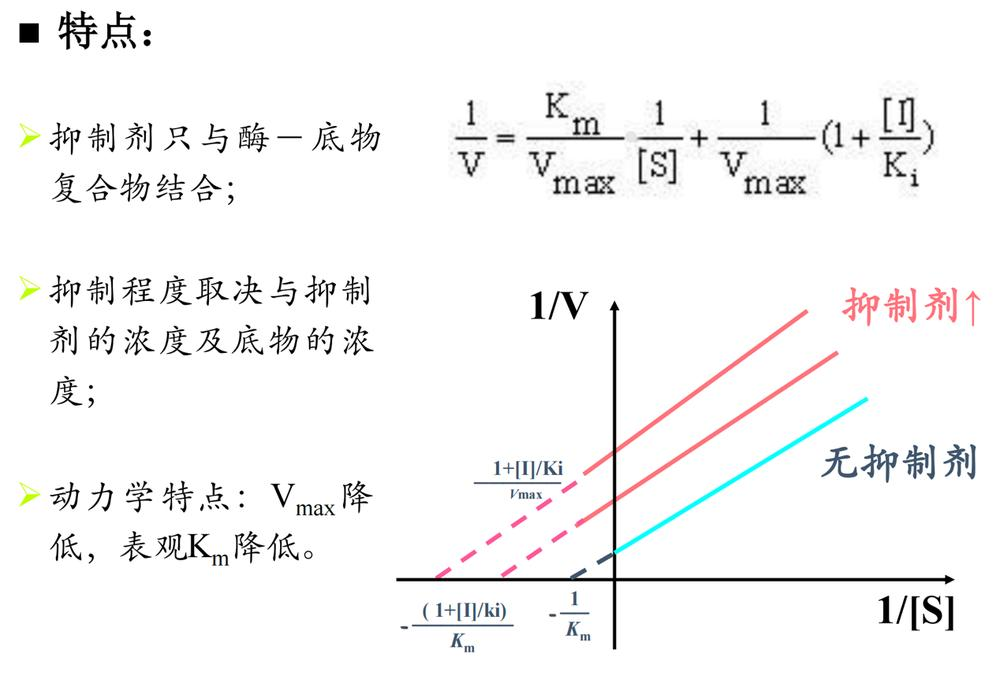 ■ 特点：
➢抑制剂只与酶－底物
复合物结合；
➢抑制程度取决与抑制
剂的浓度及底物的浓
度；
➢动力学特点：Vmax降
低，表观Km降低。
1/V = Km/Vmax · 1/[S] + 1/Vmax (1 + [I]/Ki)
1/V
抑制剂↑
无抑制剂
1+[I]/Ki
Vmax
1/[S]
- ( 1+[I]/ki)
Km
- 1
Km